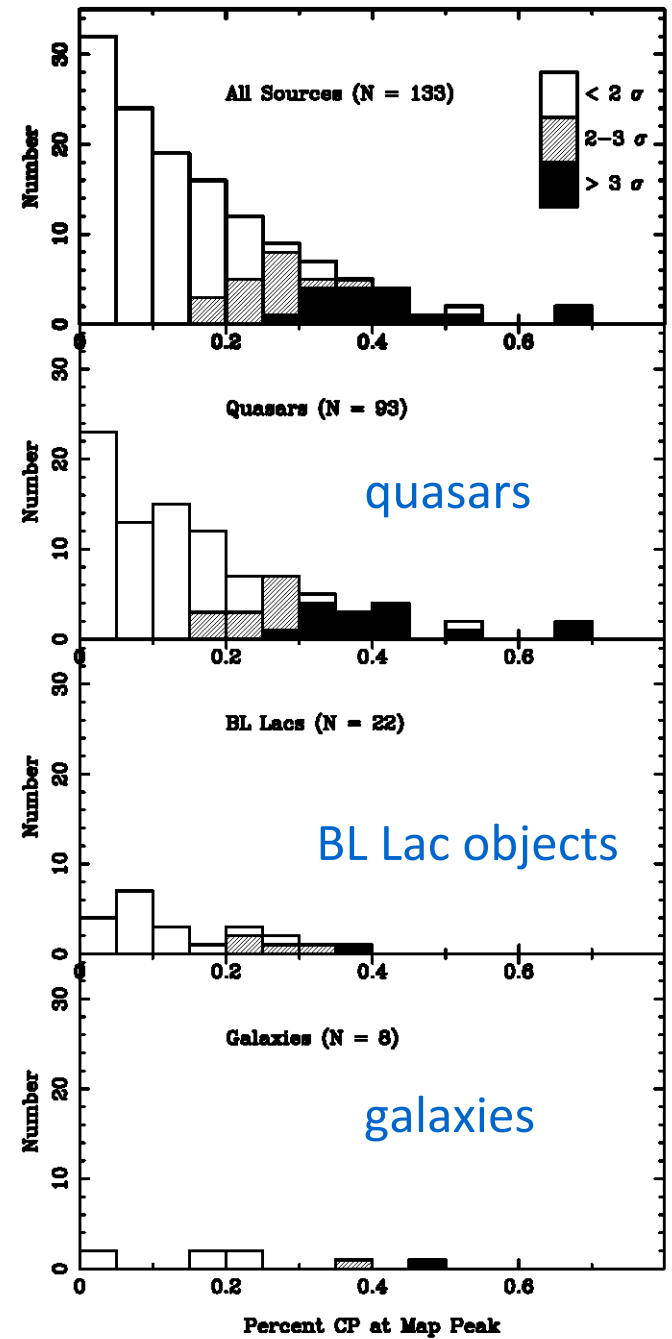 30
20
10
0
Number
All Sources (N = 133)
< 2 σ
2-3 σ
> 3 σ
0 0.2 0.4 0.6
30
20
10
0
Number
Quasars (N = 93)
quasars
0 0.2 0.4 0.6
30
20
10
0
Number
BL Lacs (N = 22)
BL Lac objects
0 0.2 0.4 0.6
30
20
10
0
Number
Galaxies (N = 8)
galaxies
0 0.2 0.4 0.6
Percent CP at Map Peak